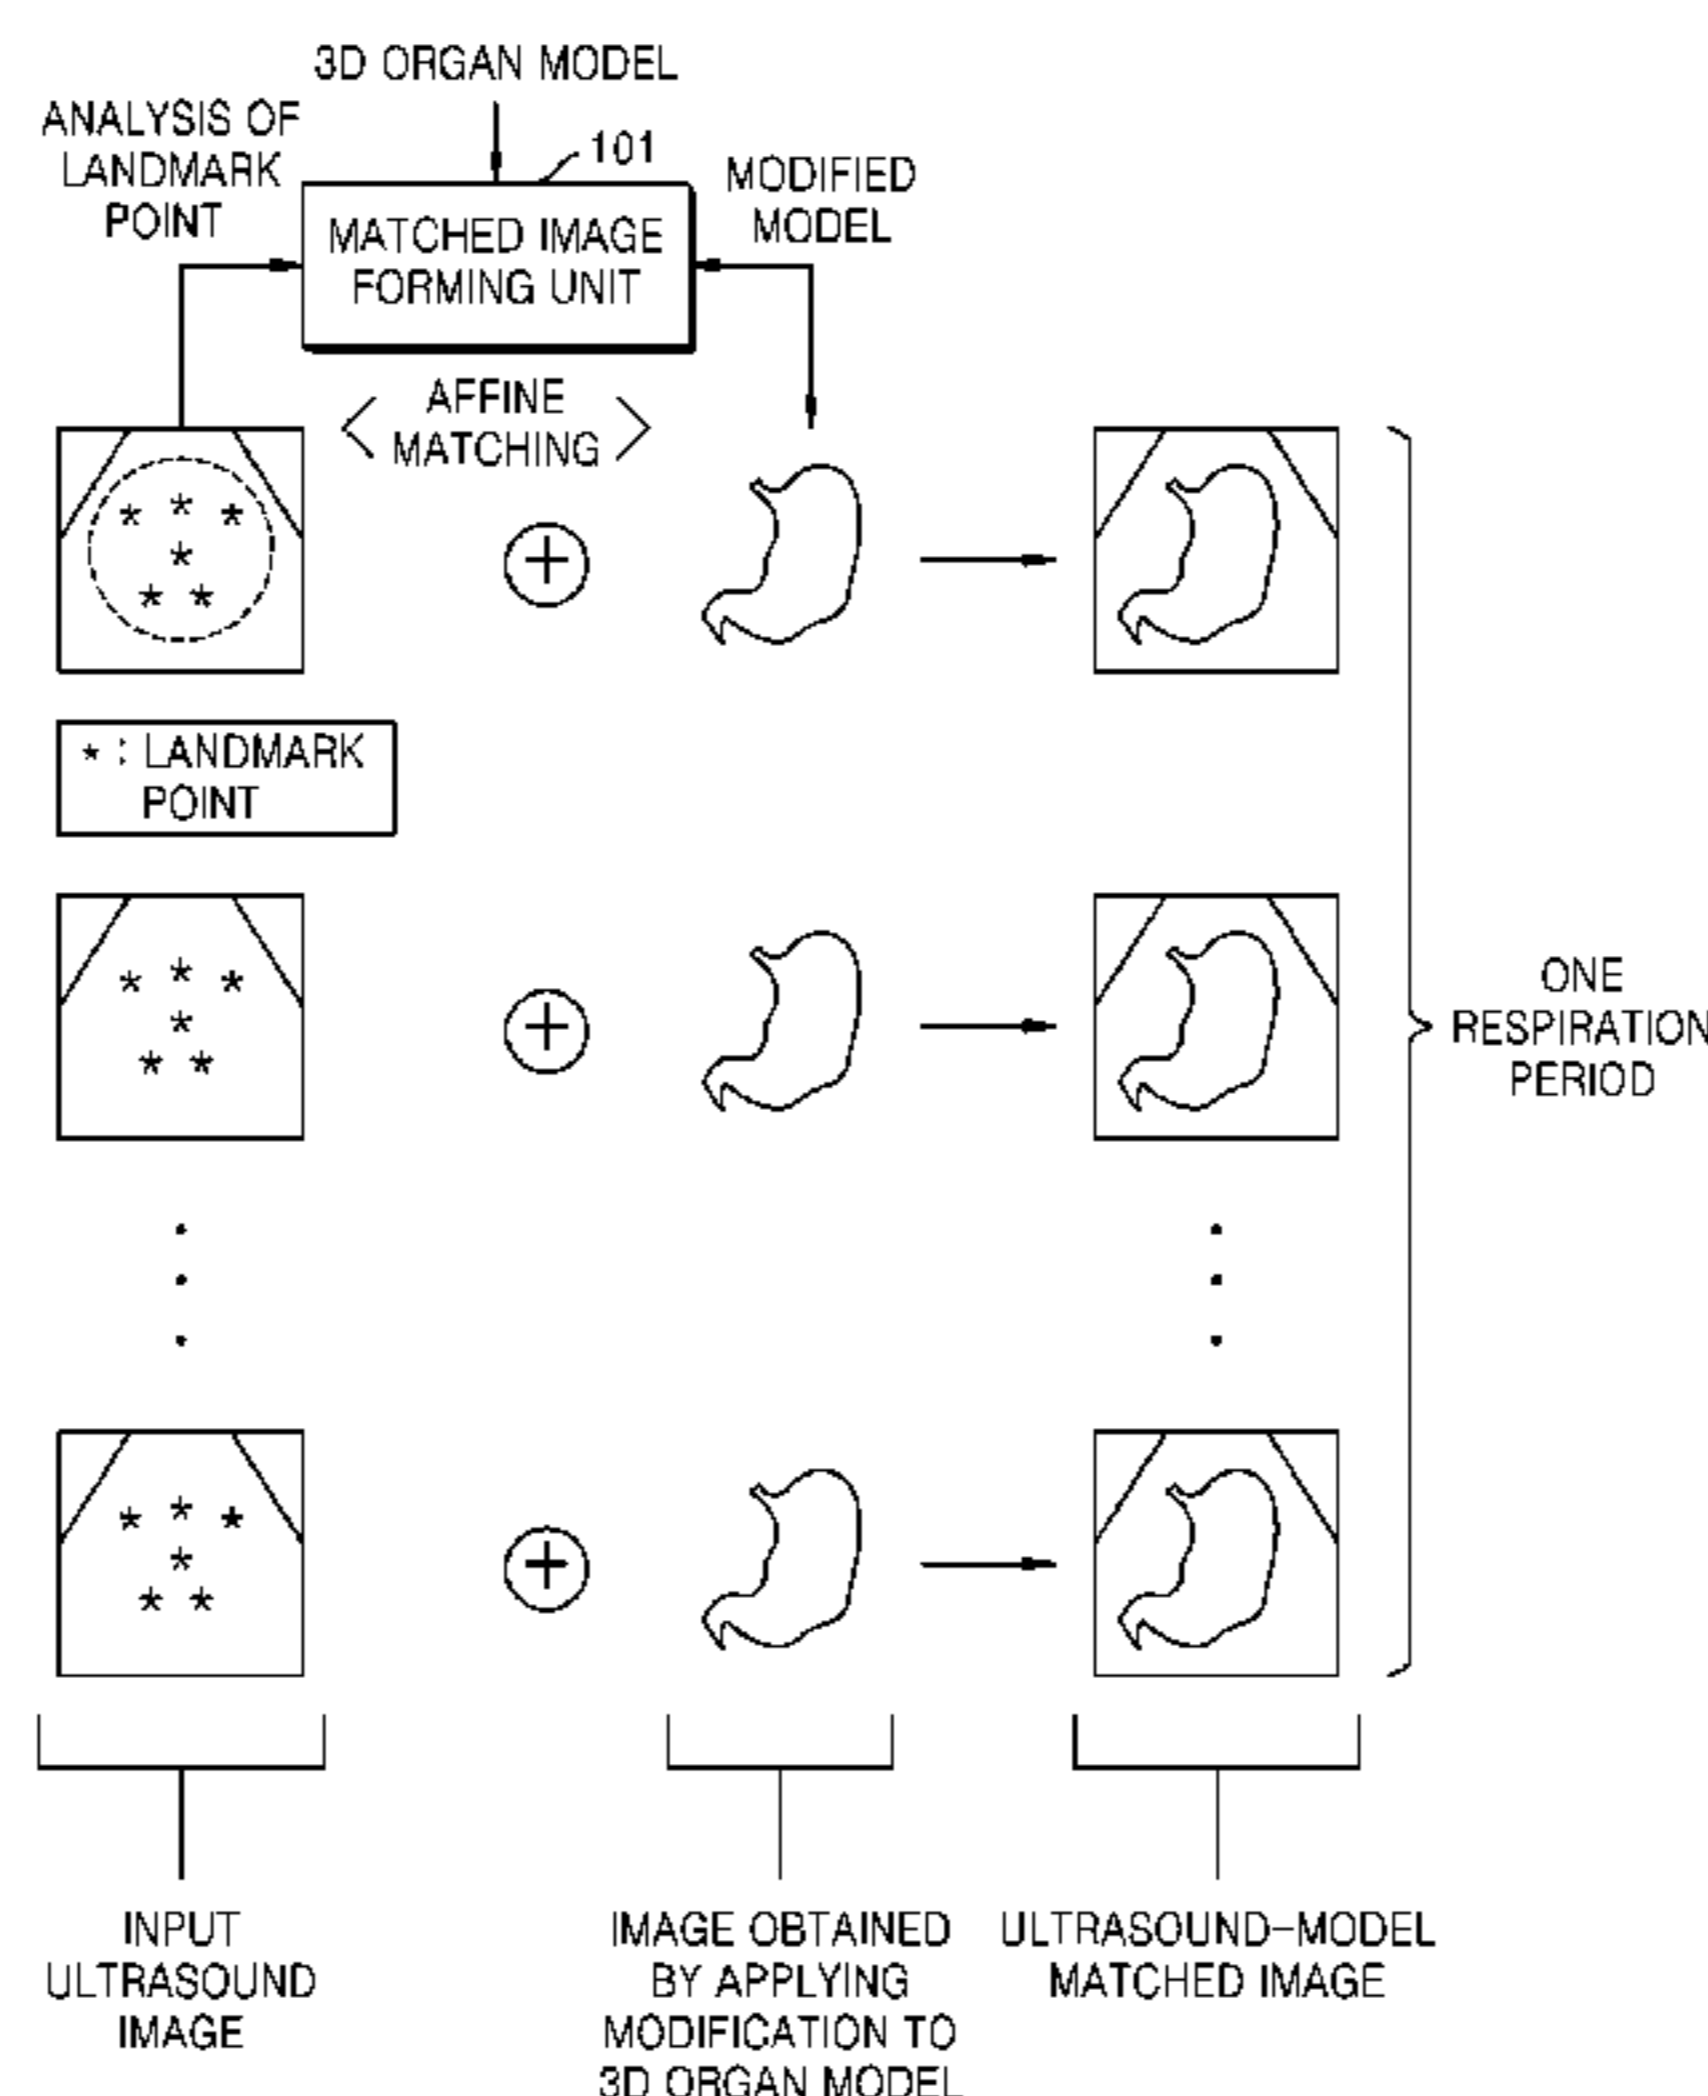 3D ORGAN MODEL
ANALYSIS OF
LANDMARK
POINT
101
MATCHED IMAGE
FORMING UNIT
MODIFIED
MODEL
AFFINE
MATCHING
* * *
*
* *
* : LANDMARK
POINT
* * *
*
* *
ONE
RESPIRATION
PERIOD
* * *
*
* *
INPUT
ULTRASOUND
IMAGE
IMAGE OBTAINED
BY APPLYING
MODIFICATION TO
3D ORGAN MODEL
ULTRASOUND-MODEL
MATCHED IMAGE